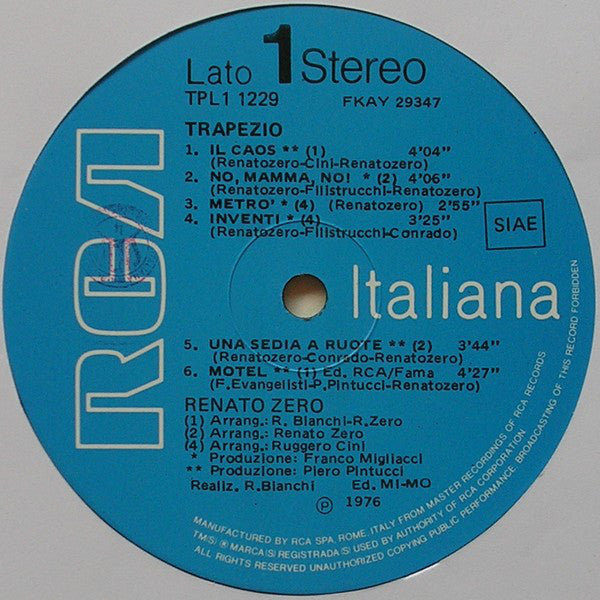 Lato 1 Stereo
TPL1 1229 FKAY 29347
TRAPEZIO
1. IL CAOS ** (1) 4'04"
(Renatozero-Cini-Renatozero)
2. NO, MAMMA, NO! * (2) 4'06"
(Renatozero-Filistrucchi-Renatozero)
3. METRO' * (4) (Renatozero) 2'55"
4. INVENTI * (4) 3'25"
(Renatozero-Filistrucchi-Conrado)
SIAE
RCA
Italiana
5. UNA SEDIA A RUOTE ** (2) 3'44"
(Renatozero-Conrado-Renatozero)
6. MOTEL ** (1) Ed. RCA/Fama 4'27"
(F.Evangelisti-P.Pintucci-Renatozero)
RENATO ZERO
(1) Arrang.: R. Bianchi-R.Zero
(2) Arrang.: Renato Zero
(4) Arrang.: Ruggero Cini
* Produzione: Franco Migliacci
** Produzione: Piero Pintucci
Realiz. R.Bianchi Ed. MI-MO
℗ 1976
MANUFACTURED BY RCA SPA, ROME, ITALY FROM MASTER RECORDINGS OF RCA RECORDS
TM(S) ® MARCA(S) REGISTRADA(S) USED BY AUTHORITY OF RCA CORPORATION
ALL RIGHTS RESERVED UNAUTHORIZED COPYING PUBLIC PERFORMANCE. BROADCASTING OF THIS RECORD FORBIDDEN